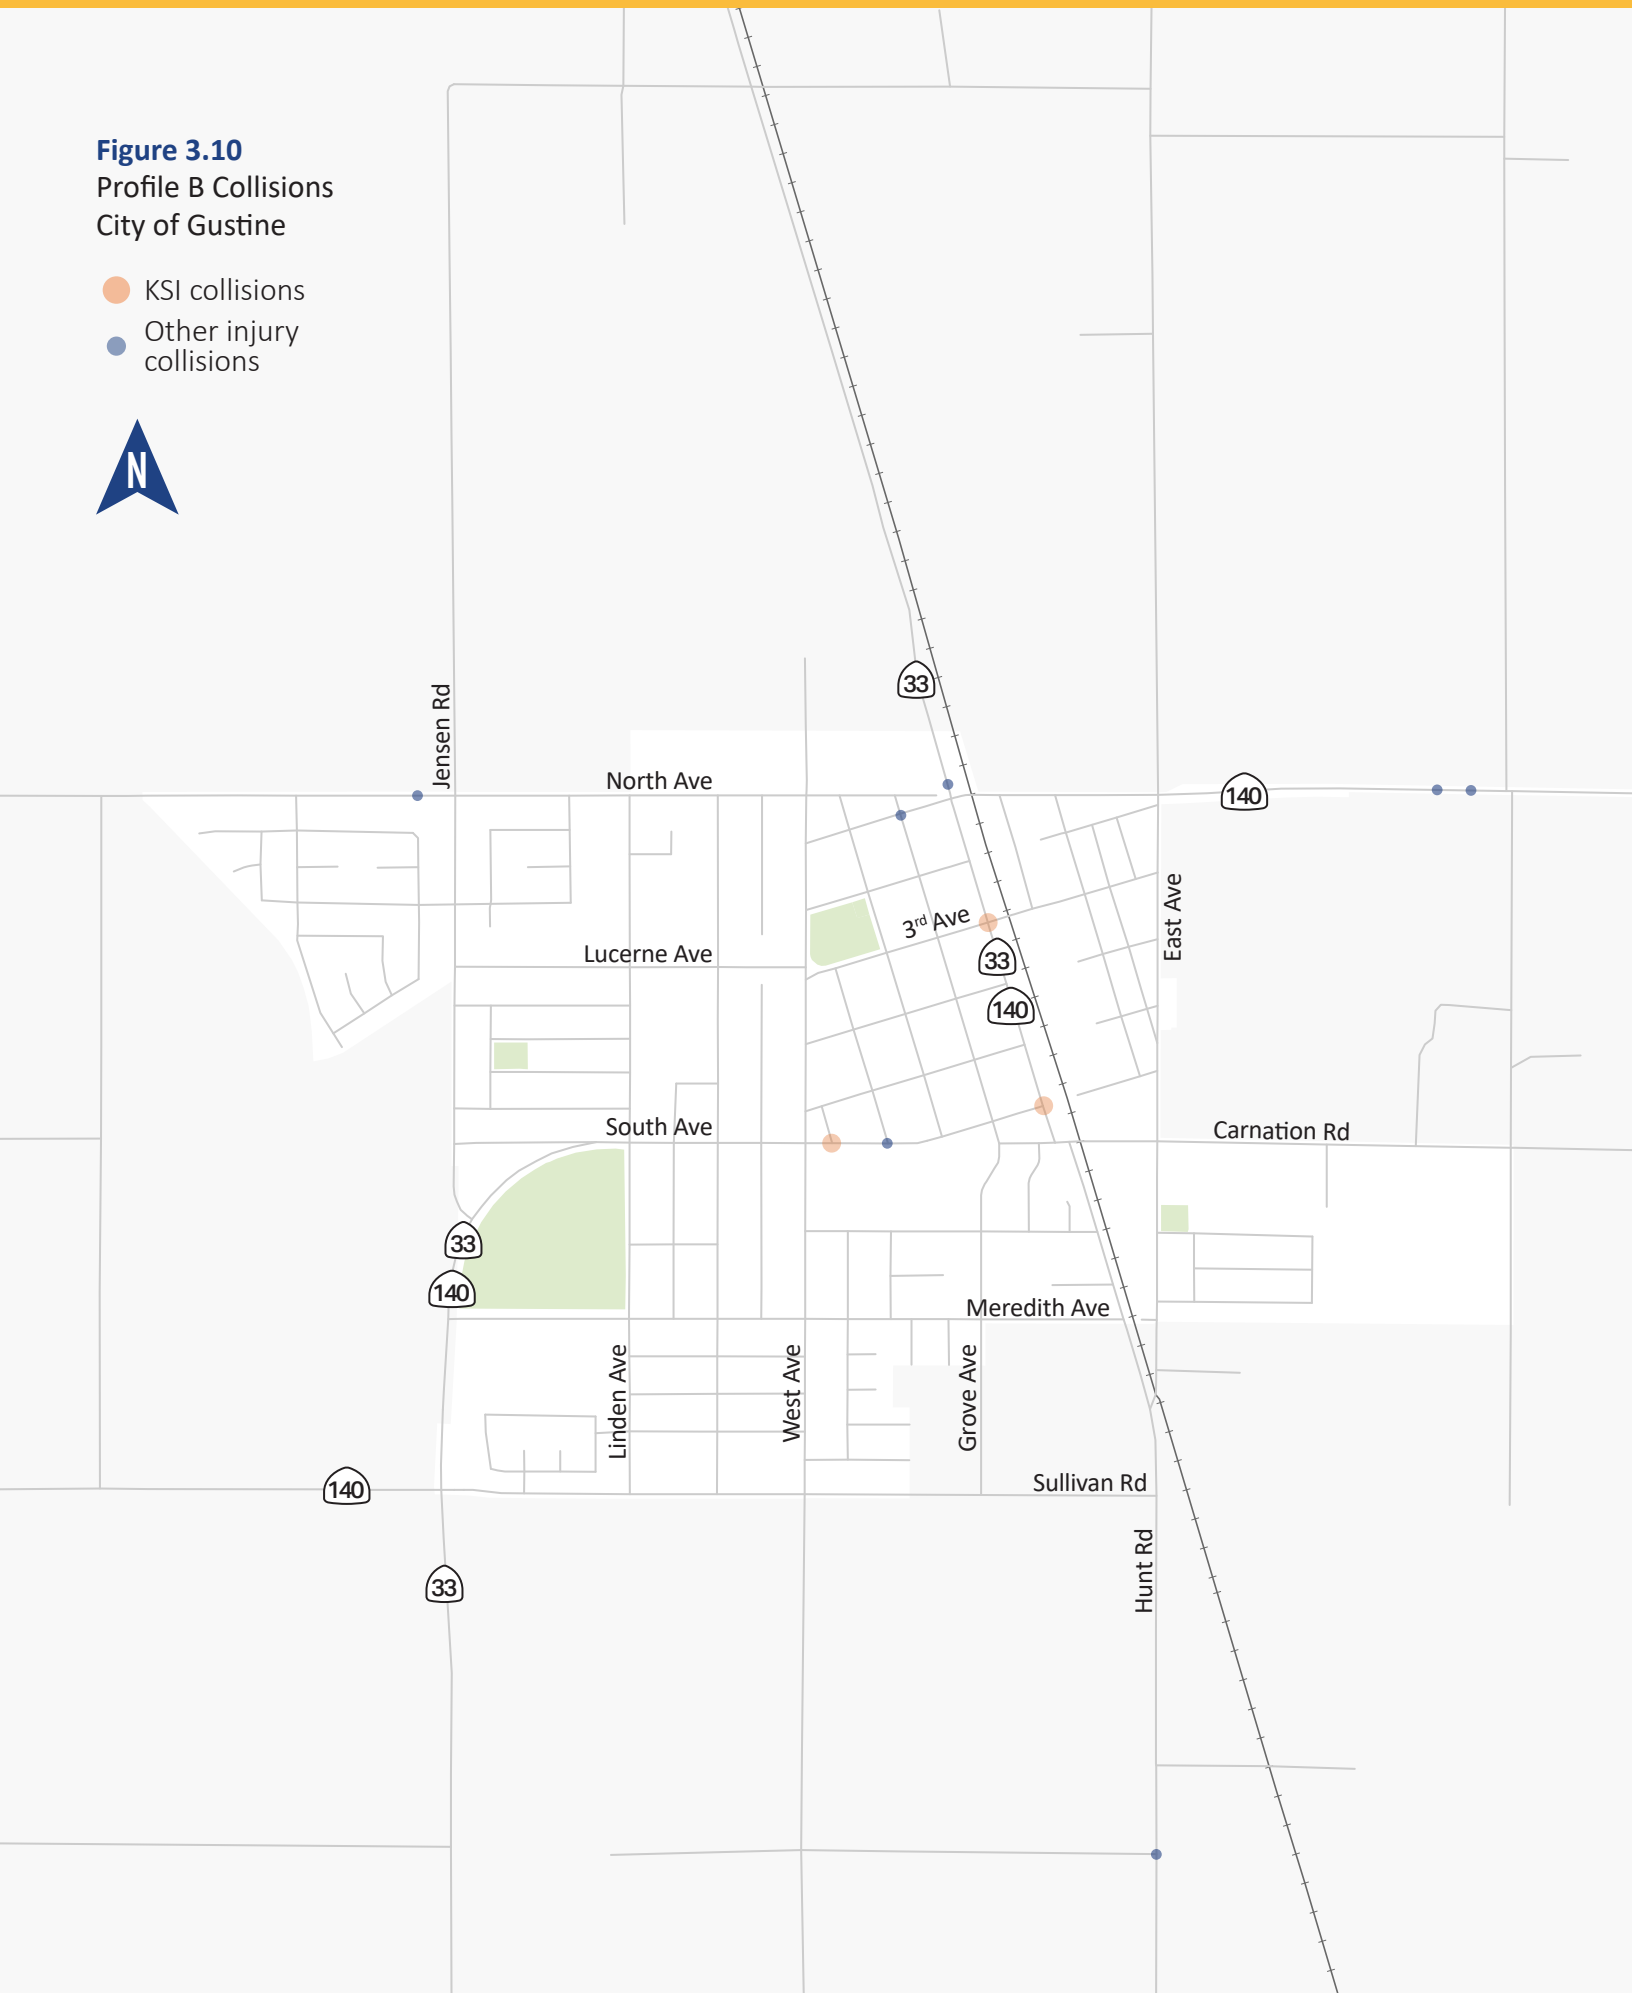 Figure 3.10
Profile B Collisions
City of Gustine
KSI collisions
Other injury
collisions
N
33
Jensen Rd
North Ave
140
3rd Ave
East Ave
Lucerne Ave
33
140
South Ave
Carnation Rd
33
140
Meredith Ave
Linden Ave
West Ave
Grove Ave
140
Sullivan Rd
Hunt Rd
33